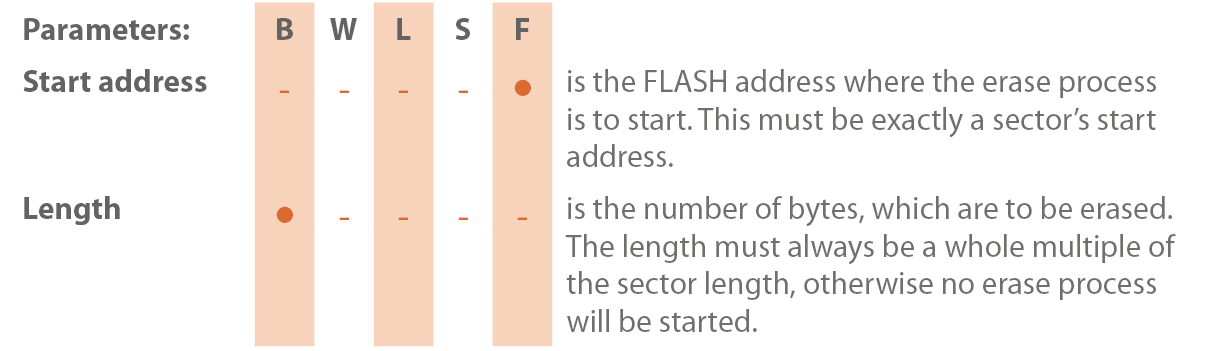 Parameters: B W L S F
Start address - - - - ● is the FLASH address where the erase process
is to start. This must be exactly a sector’s start
address.
Length ● - - - - is the number of bytes, which are to be erased.
The length must always be a whole multiple of
the sector length, otherwise no erase process
will be started.